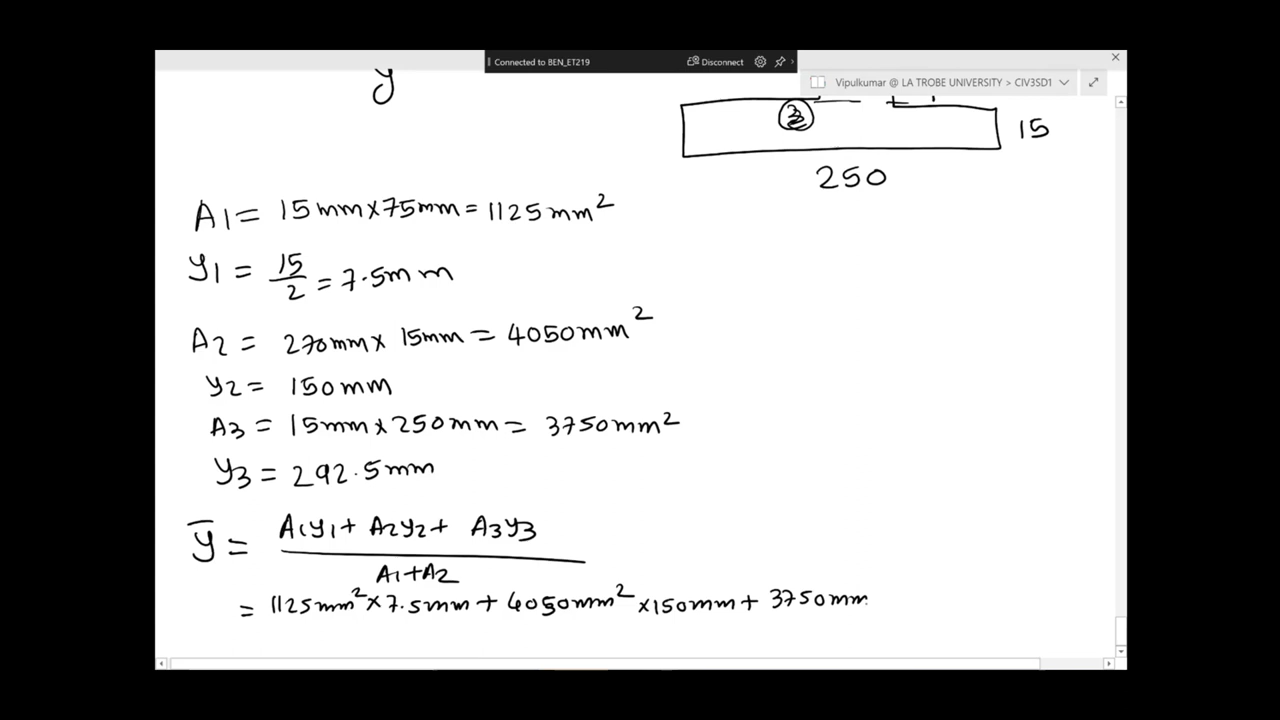 Connected to BEN_ET219 Disconnect
Vipulkumar @ LA TROBE UNIVERSITY > CIV3SD1
y
3
15
250
A1 = 15mm×75mm = 1125mm²
y1 = 15/2 = 7.5mm
A2 = 270mm× 15mm = 4050mm²
y2 = 150mm
A3 = 15mm×250mm = 3750mm²
y3 = 292.5mm
ȳ = A1y1 + A2y2 + A3y3 / A1+A2
= 1125mm²×7.5mm + 4050mm²×150mm + 3750mm